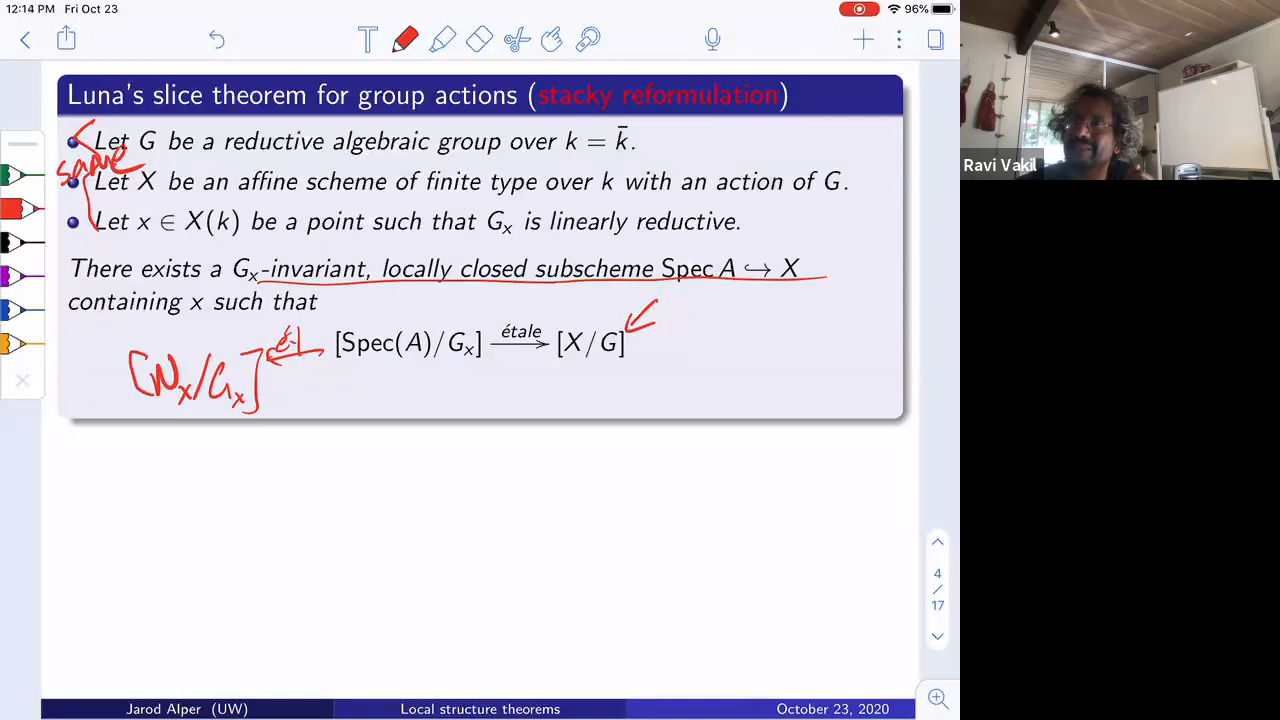 12:14 PM Fri Oct 23
96%
Luna's slice theorem for group actions (stacky reformulation)
same
Let G be a reductive algebraic group over k = k̄.
Let X be an affine scheme of finite type over k with an action of G.
Let x ∈ X(k) be a point such that Gₓ is linearly reductive.
There exists a Gₓ-invariant, locally closed subscheme Spec A ↪ X
containing x such that
[Spec(A)/Gₓ] —étale→ [X/G]
[Nₓ/Gₓ] ét
4
/
17
Jarod Alper (UW)
Local structure theorems
October 23, 2020
Ravi Vakil